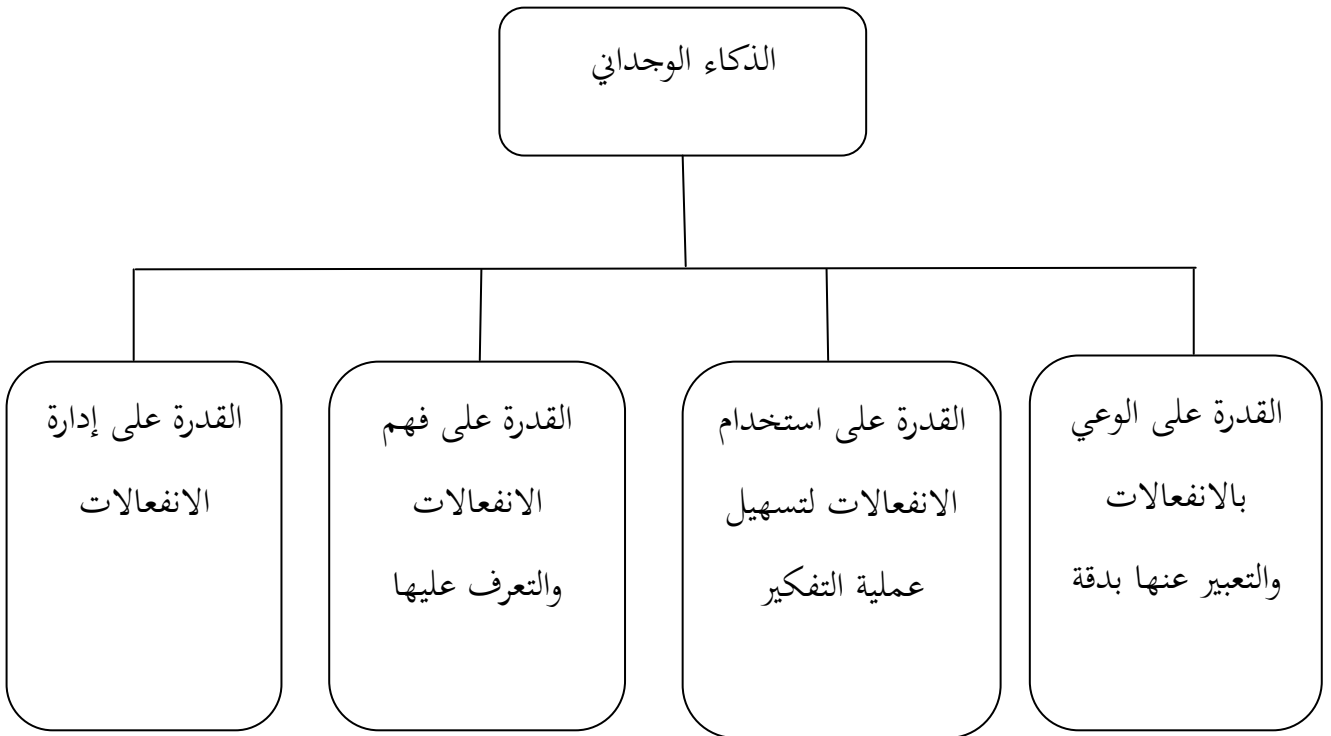 الذكاء الوجداني
القدرة على الوعي
بالانفعالات
والتعبير عنها بدقة
القدرة على استخدام
الانفعالات لتسهيل
عملية التفكير
القدرة على فهم
الانفعالات
والتعرف عليها
القدرة على إدارة
الانفعالات